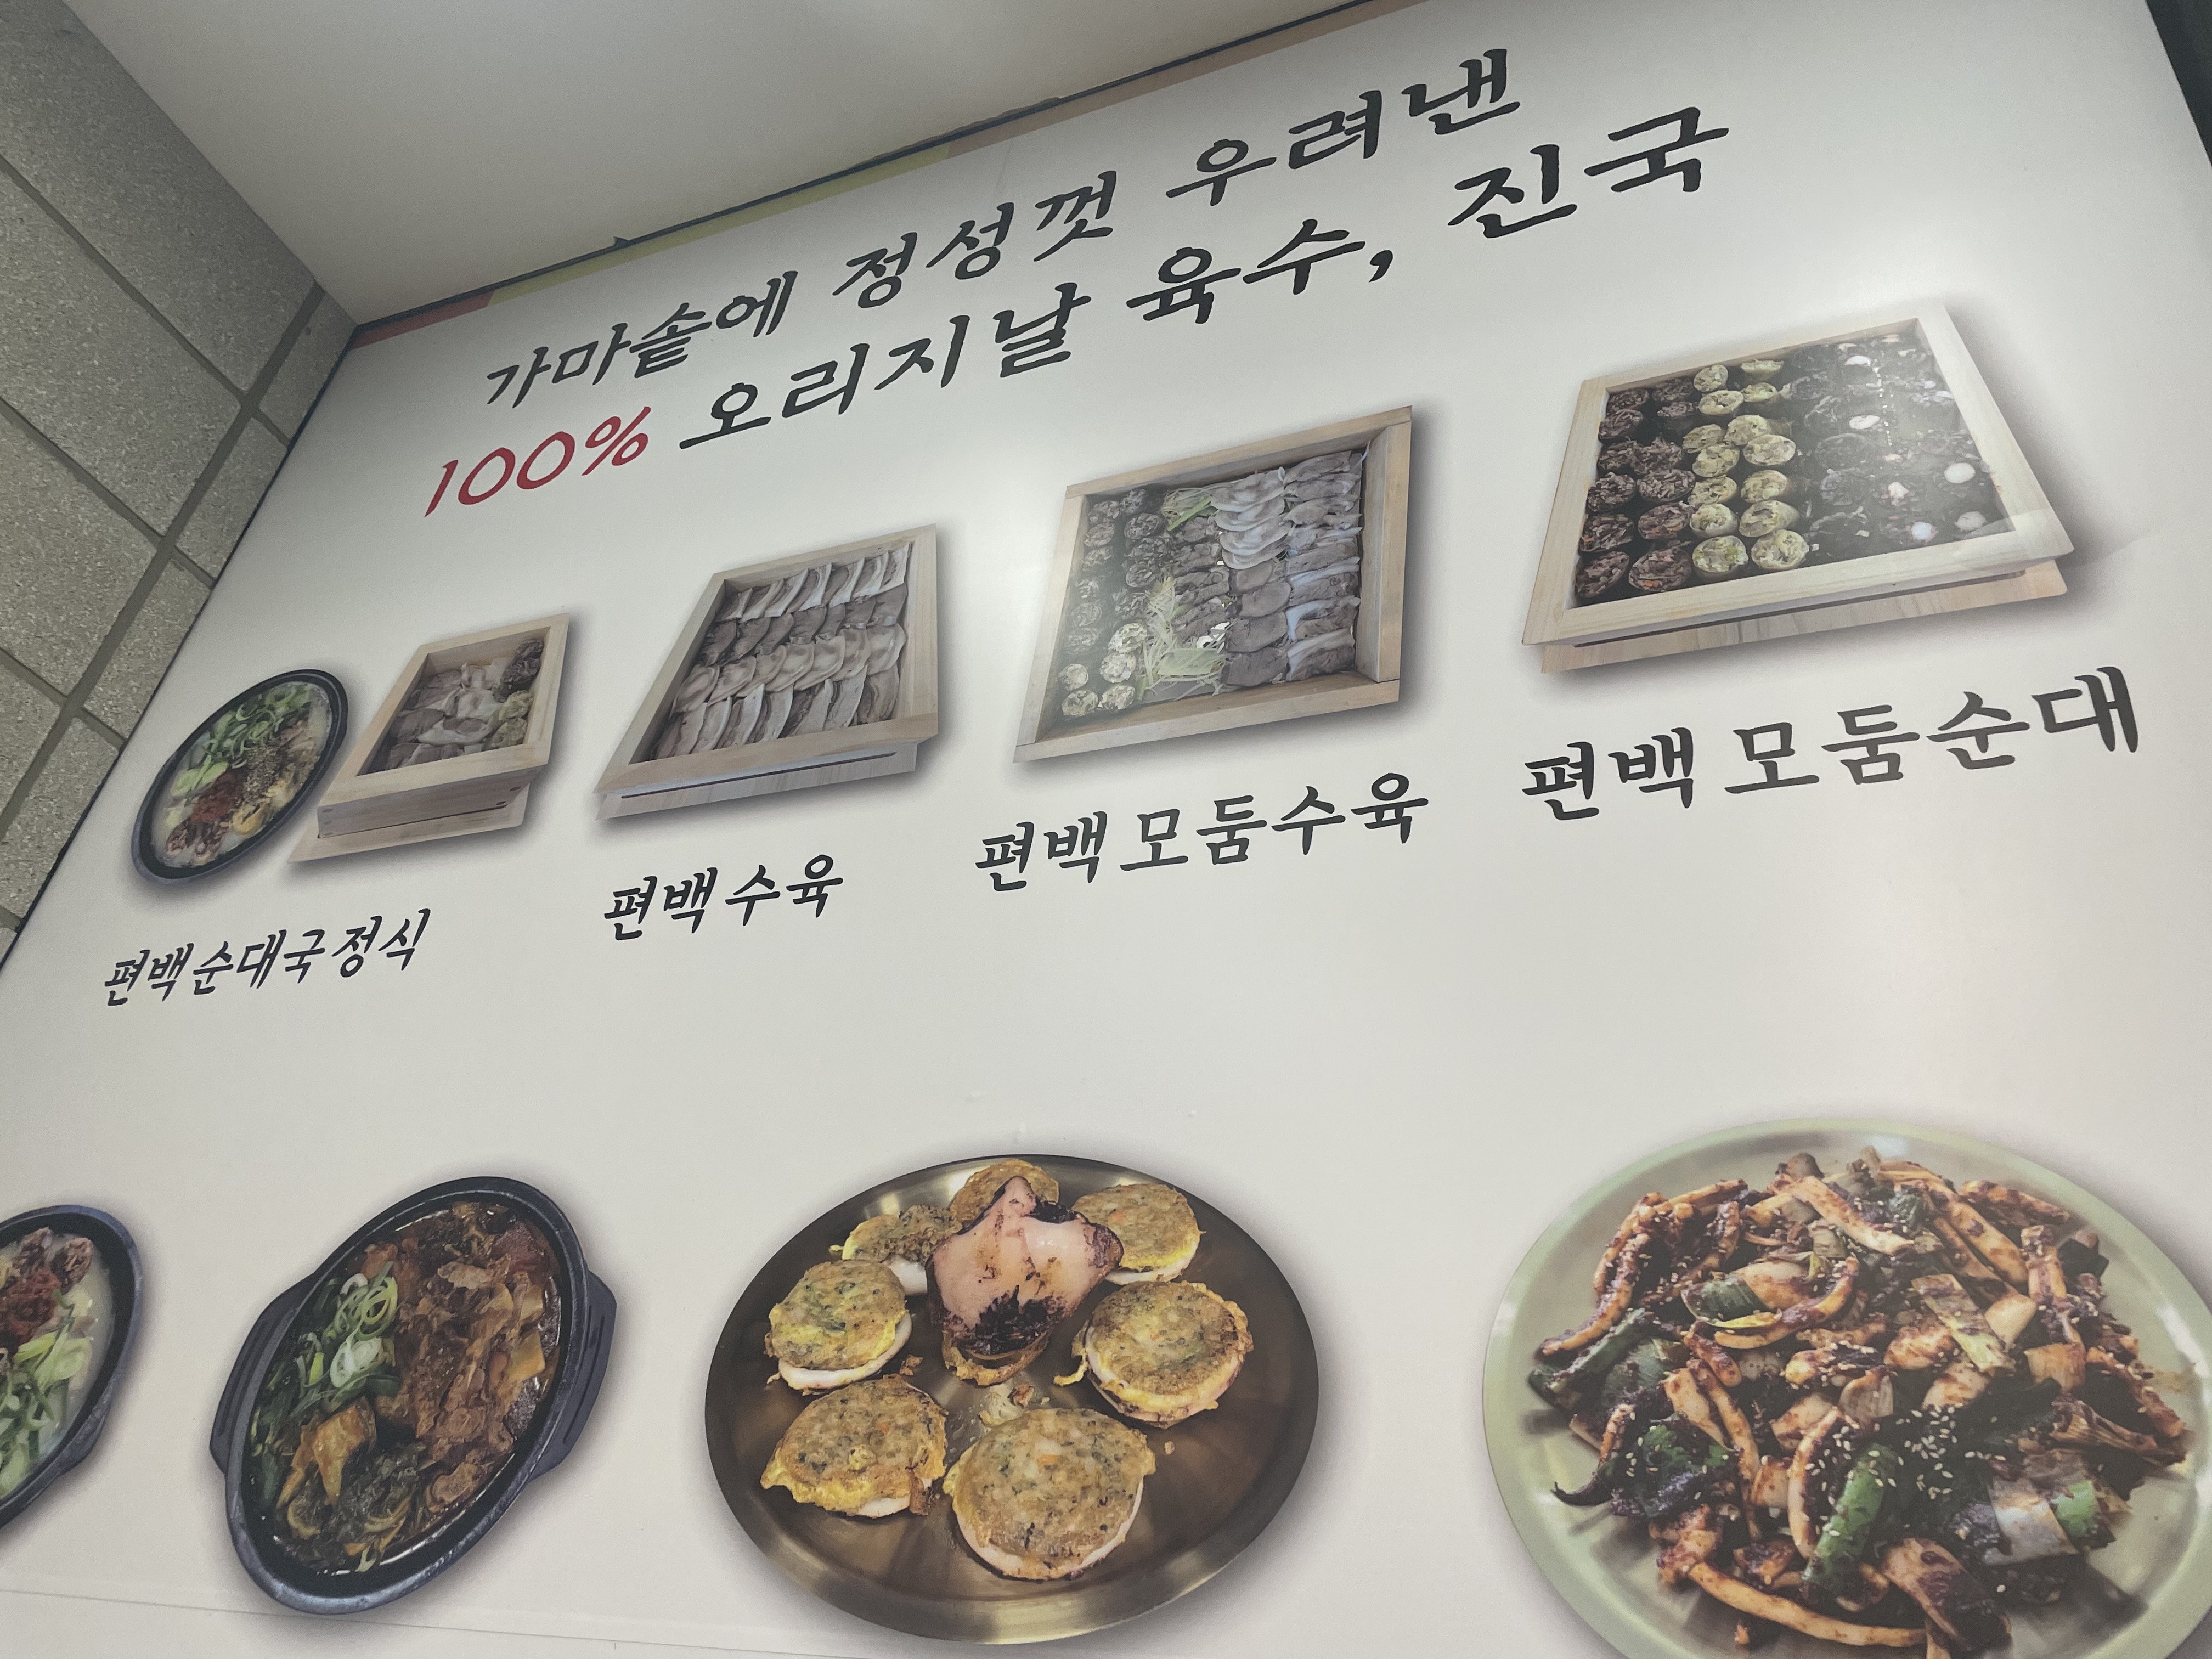 가마솥에 정성껏 우려낸
100% 오리지날 육수, 진국
편백 순대국 정식
편백 수육
편백 모둠수육
편백 모둠순대